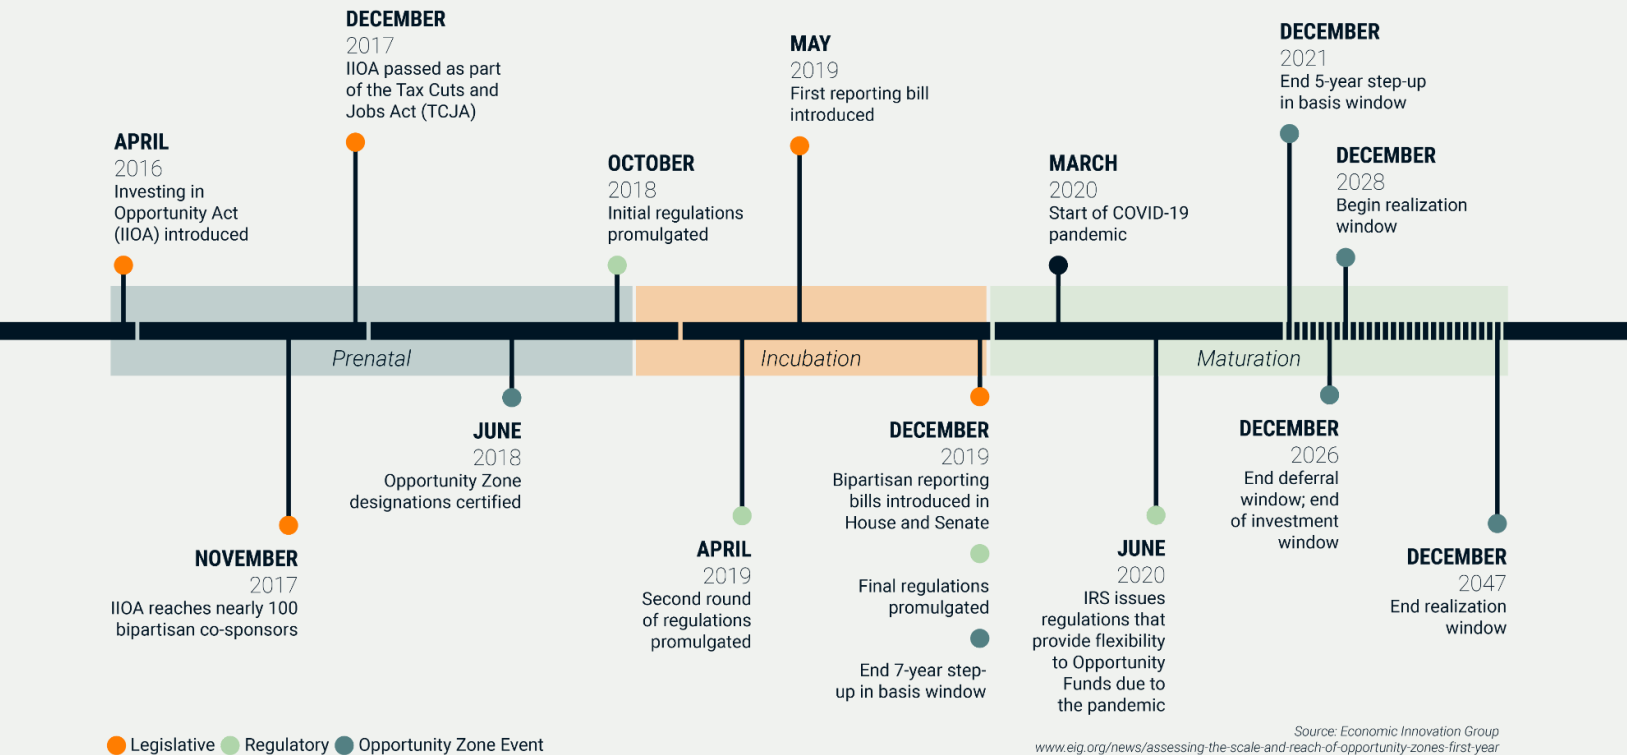 APRIL
2016
Investing in
Opportunity Act
(IIOA) introduced
DECEMBER
2017
IIOA passed as part
of the Tax Cuts and
Jobs Act (TCJA)
OCTOBER
2018
Initial regulations
promulgated
MAY
2019
First reporting bill
introduced
MARCH
2020
Start of COVID-19
pandemic
DECEMBER
2021
End 5-year step-up
in basis window
DECEMBER
2028
Begin realization
window
Prenatal
Incubation
Maturation
NOVEMBER
2017
IIOA reaches nearly 100
bipartisan co-sponsors
JUNE
2018
Opportunity Zone
designations certified
APRIL
2019
Second round
of regulations
promulgated
DECEMBER
2019
Bipartisan reporting
bills introduced in
House and Senate
Final regulations
promulgated
End 7-year step-
up in basis window
JUNE
2020
IRS issues
regulations that
provide flexibility
to Opportunity
Funds due to
the pandemic
DECEMBER
2026
End deferral
window; end
of investment
window
DECEMBER
2047
End realization
window
Legislative Regulatory Opportunity Zone Event
Source: Economic Innovation Group
www.eig.org/news/assessing-the-scale-and-reach-of-opportunity-zones-first-year